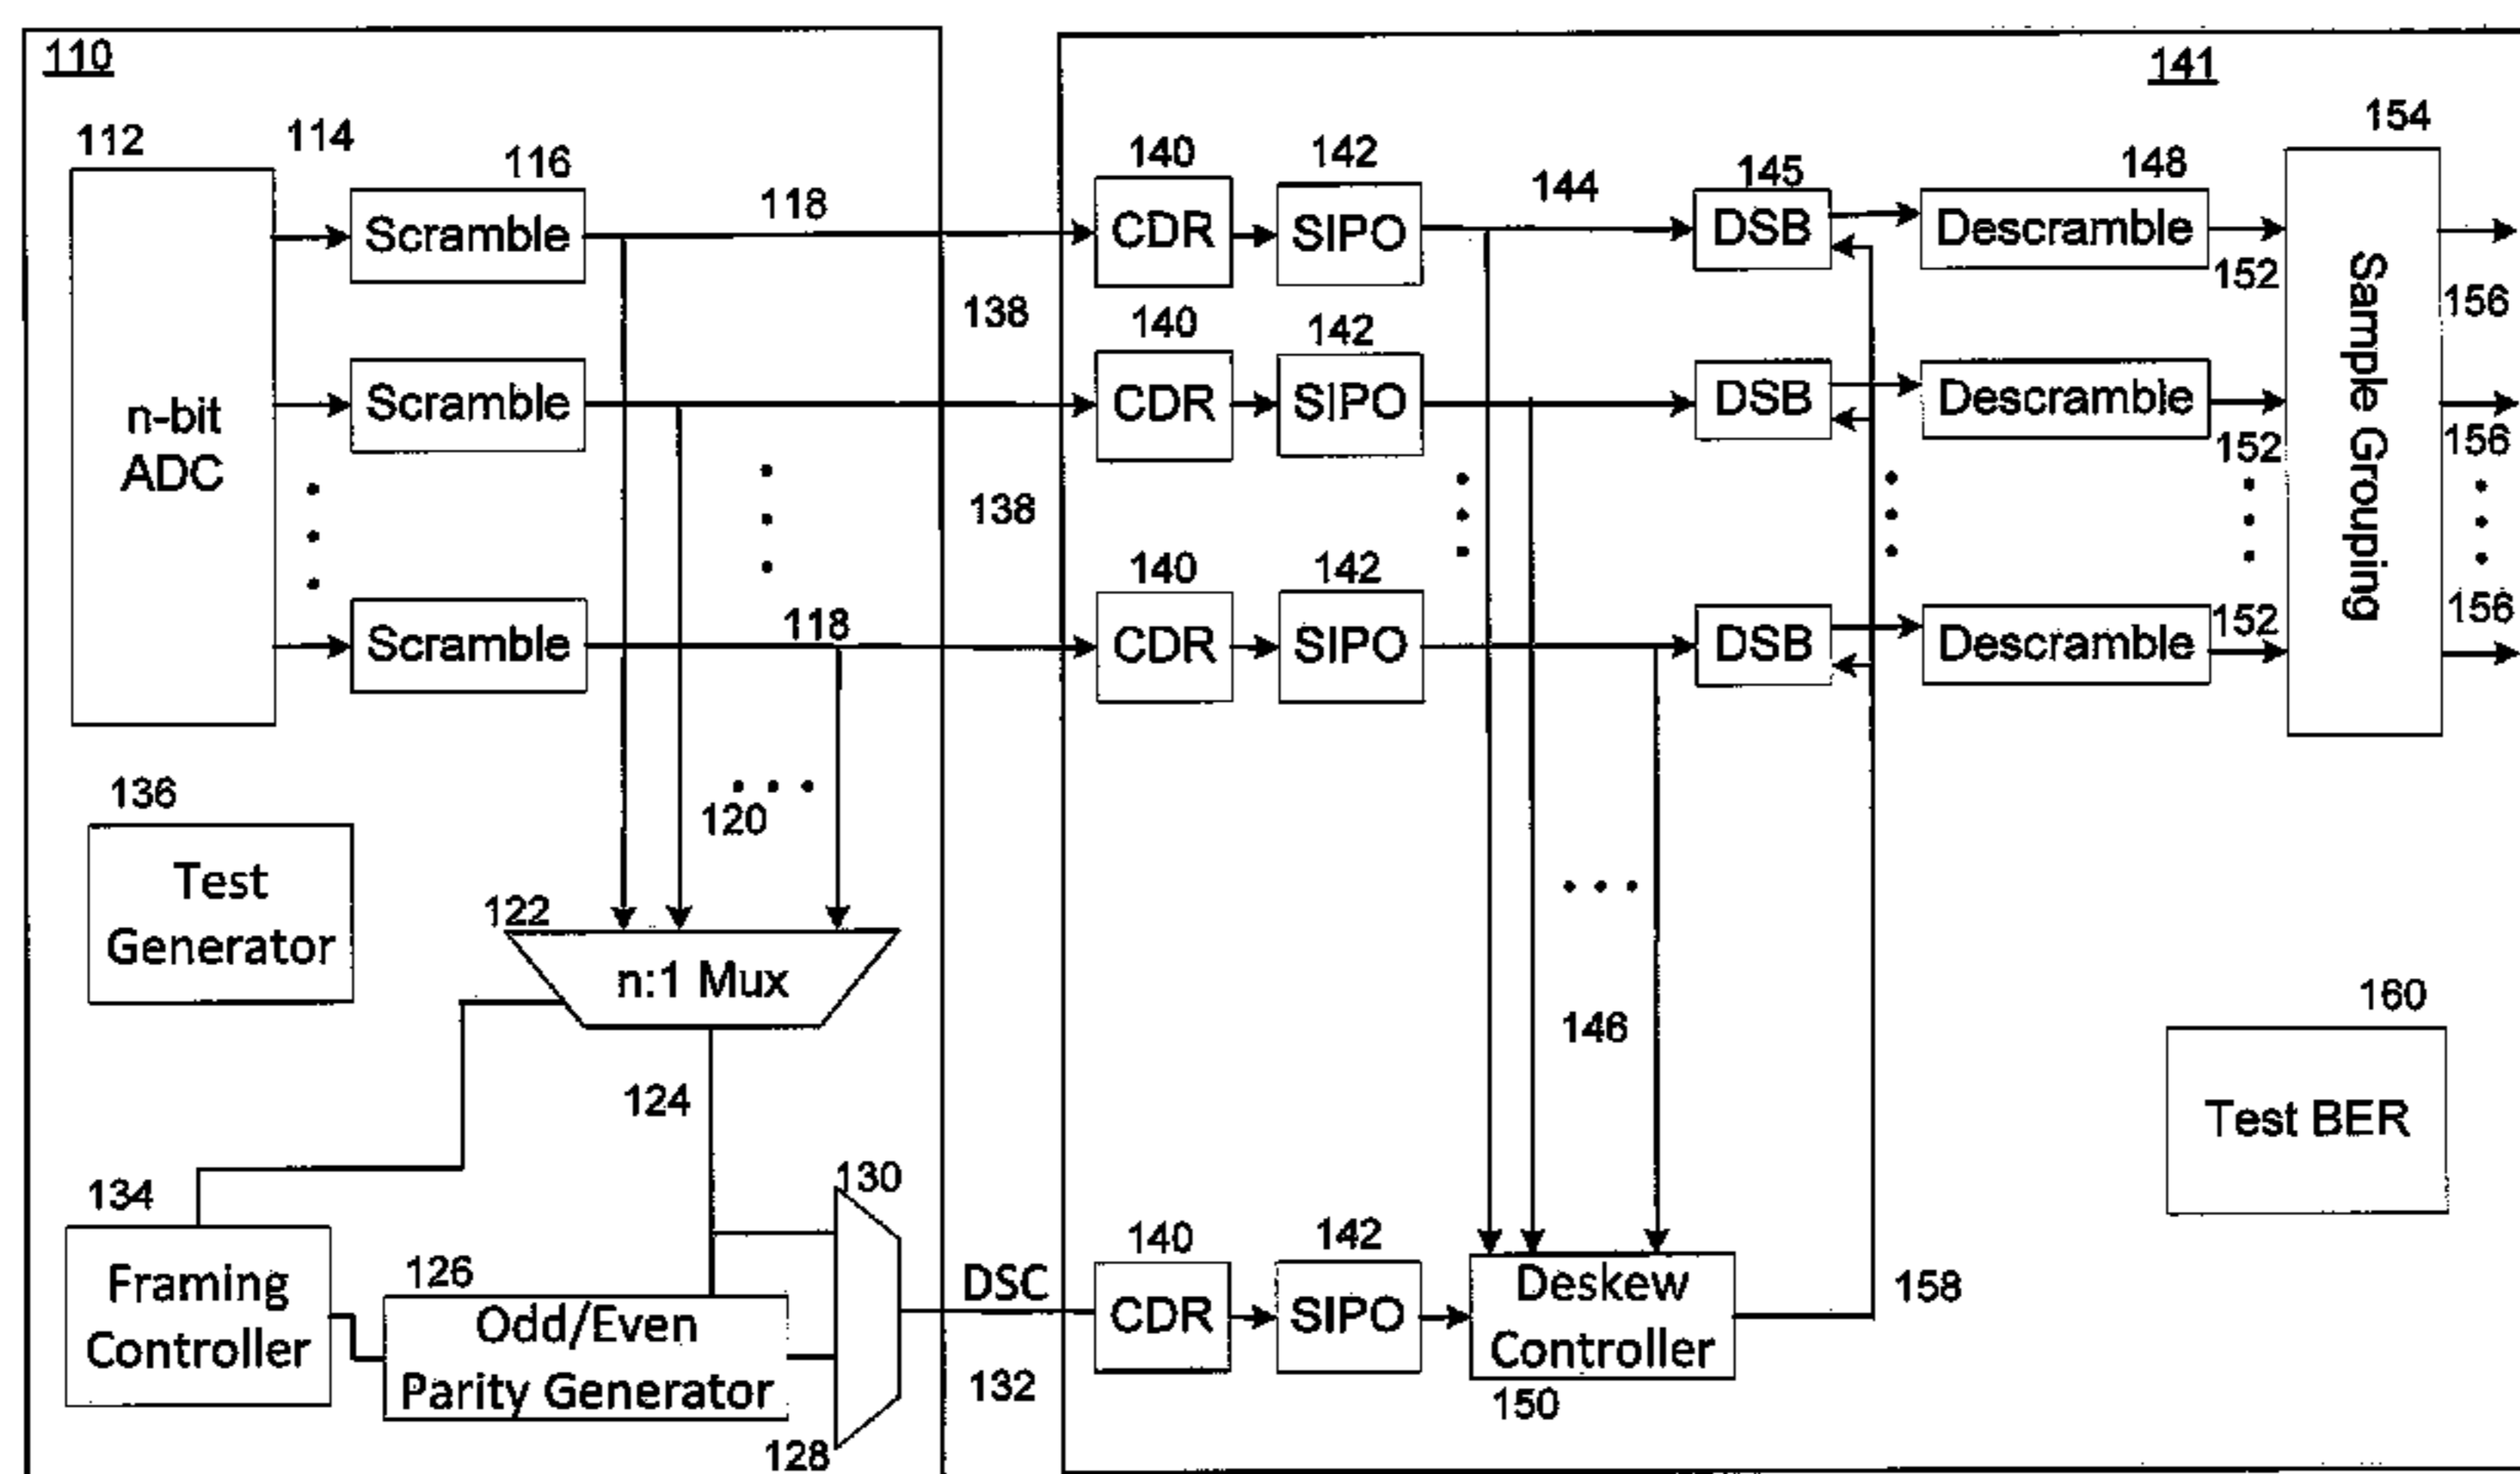 110
141
112
114
116
118
140
142
144
145
148
154
n-bit
ADC
Scramble
CDR
SIPO
DSB
Descramble
152
Sample Grouping
156
138
140
142
Scramble
CDR
SIPO
DSB
Descramble
152
156
138
140
142
118
Scramble
CDR
SIPO
DSB
Descramble
152
156
136
Test
Generator
120
122
n:1 Mux
124
146
160
Test BER
134
Framing
Controller
126
Odd/Even
Parity Generator
128
130
DSC
132
140
CDR
142
SIPO
Deskew
Controller
150
158